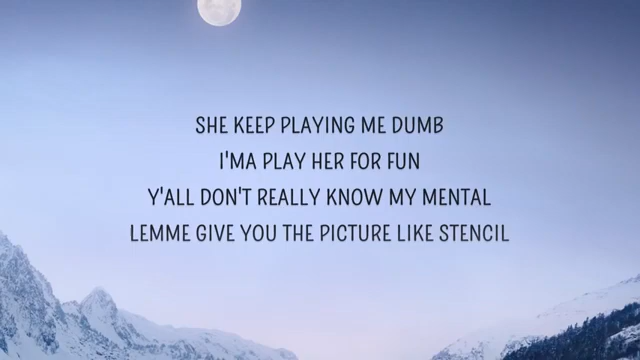 SHE KEEP PLAYING ME DUMB
I'MA PLAY HER FOR FUN
Y'ALL DON'T REALLY KNOW MY MENTAL
LEMME GIVE YOU THE PICTURE LIKE STENCIL